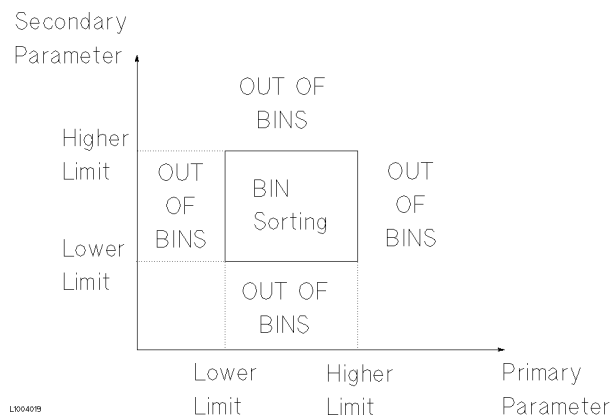 Secondary
Parameter
OUT OF
BINS
Higher
Limit
OUT
OF
BINS
BIN
Sorting
OUT
OF
BINS
Lower
Limit
OUT OF
BINS
Lower
Limit
Higher
Limit
Primary
Parameter
L1004019